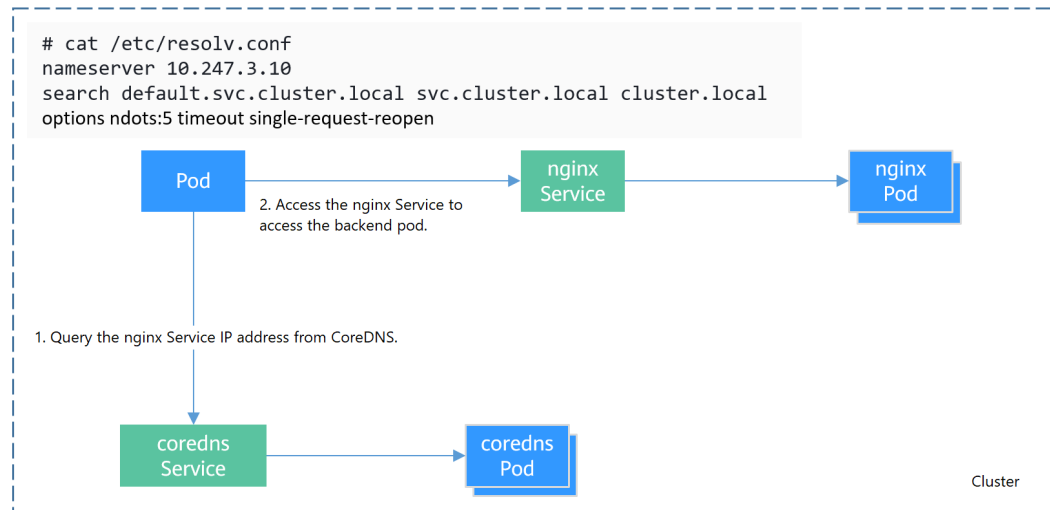 # cat /etc/resolv.conf
nameserver 10.247.3.10
search default.svc.cluster.local svc.cluster.local cluster.local
options ndots:5 timeout single-request-reopen
Pod
nginx
Service
nginx
Pod
2. Access the nginx Service to
access the backend pod.
1. Query the nginx Service IP address from CoreDNS.
coredns
Service
coredns
Pod
Cluster